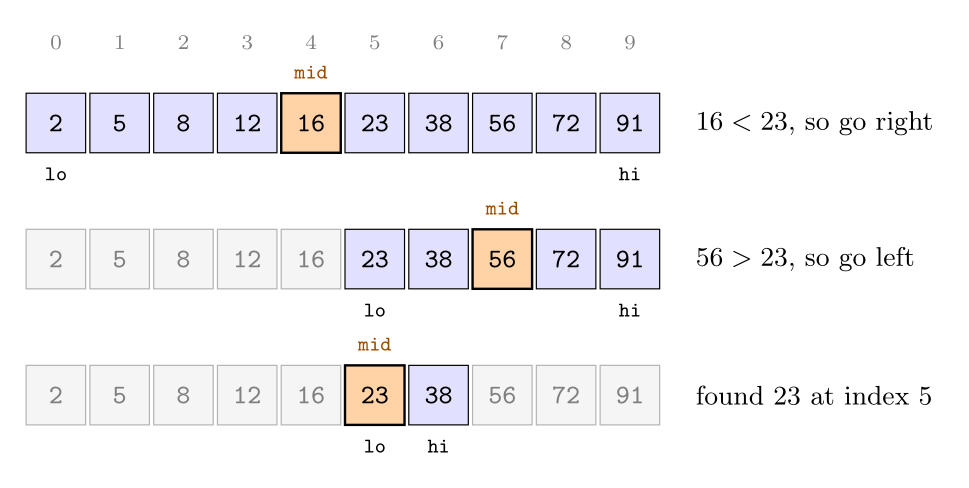 0 1 2 3 4 5 6 7 8 9
mid
2 5 8 12 16 23 38 56 72 91 16 < 23, so go right
lo hi
mid
2 5 8 12 16 23 38 56 72 91 56 > 23, so go left
lo hi
mid
2 5 8 12 16 23 38 56 72 91 found 23 at index 5
lo hi